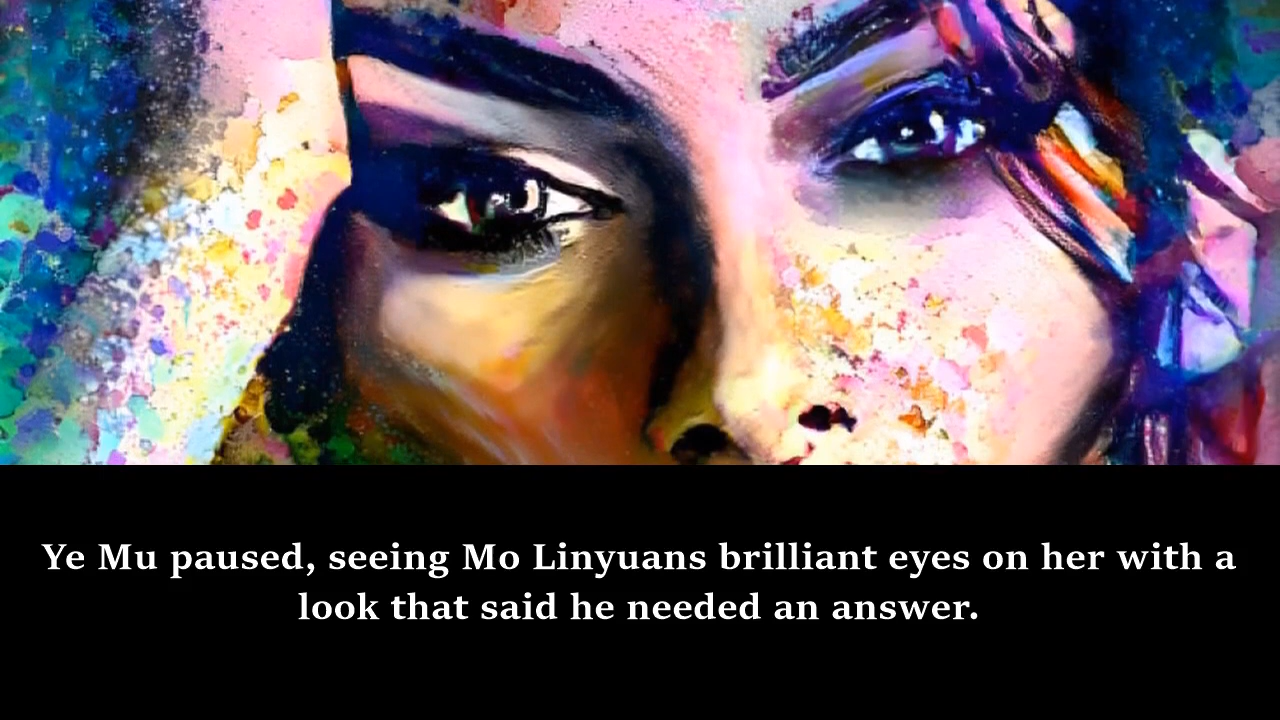 Ye Mu paused, seeing Mo Linyuans brilliant eyes on her with a
look that said he needed an answer.